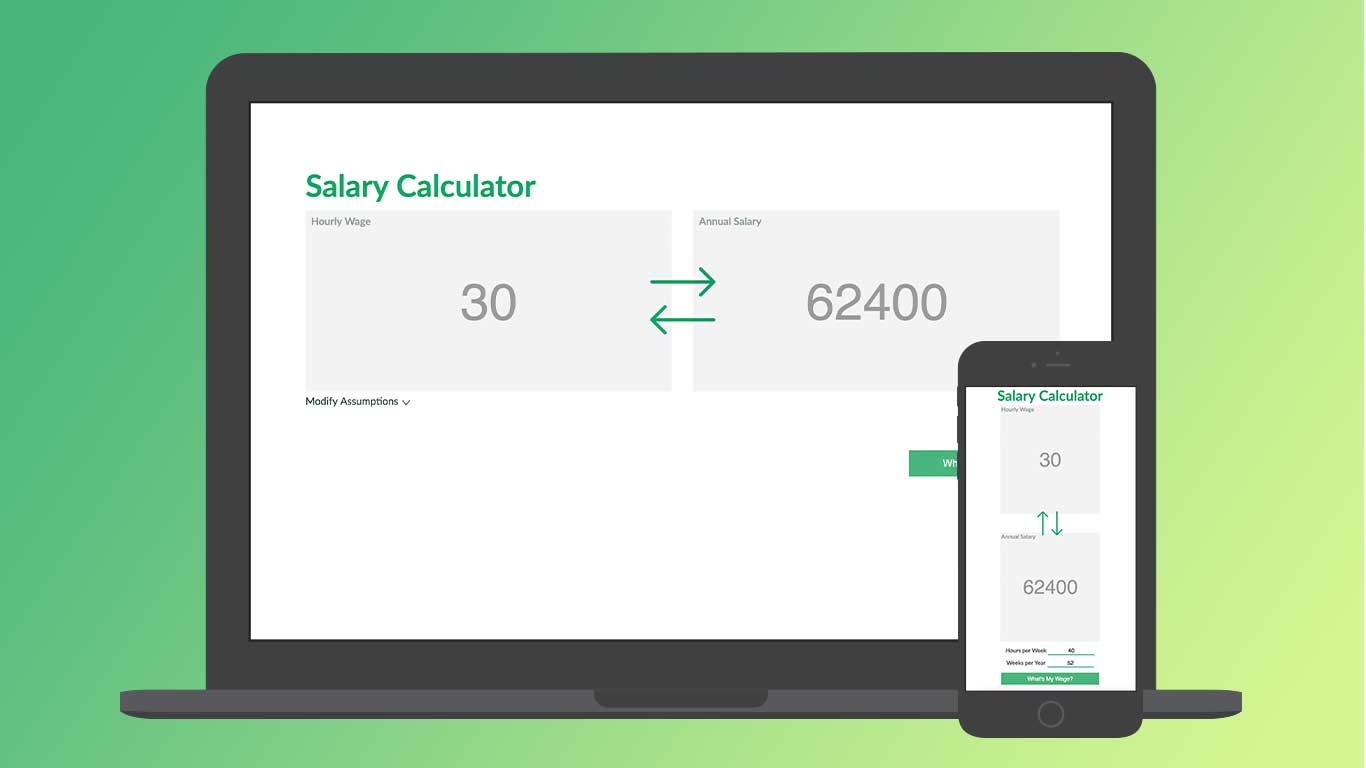 Salary Calculator
Hourly Wage
Annual Salary
30
62400
Modify Assumptions
Wh
Salary Calculator
Hourly Wage
30
Annual Salary
62400
Hours per Week 40
Weeks per Year 52
What's My Wage?